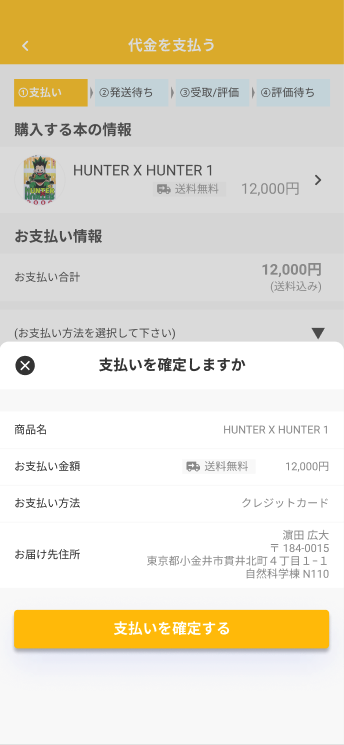 代金を支払う
①支払い
②発送待ち
③受取/評価
④評価待ち
購入する本の情報
HUNTER X HUNTER 1
送料無料 12,000円
お支払い情報
お支払い合計 12,000円
(送料込み)
(お支払い方法を選択して下さい) ▼
支払いを確定しますか
商品名 HUNTER X HUNTER 1
お支払い金額 送料無料 12,000円
お支払い方法 クレジットカード
お届け先住所
濵田 広大
〒 184-0015
東京都小金井市貫井北町４丁目１−１
自然科学棟 N110
支払いを確定する